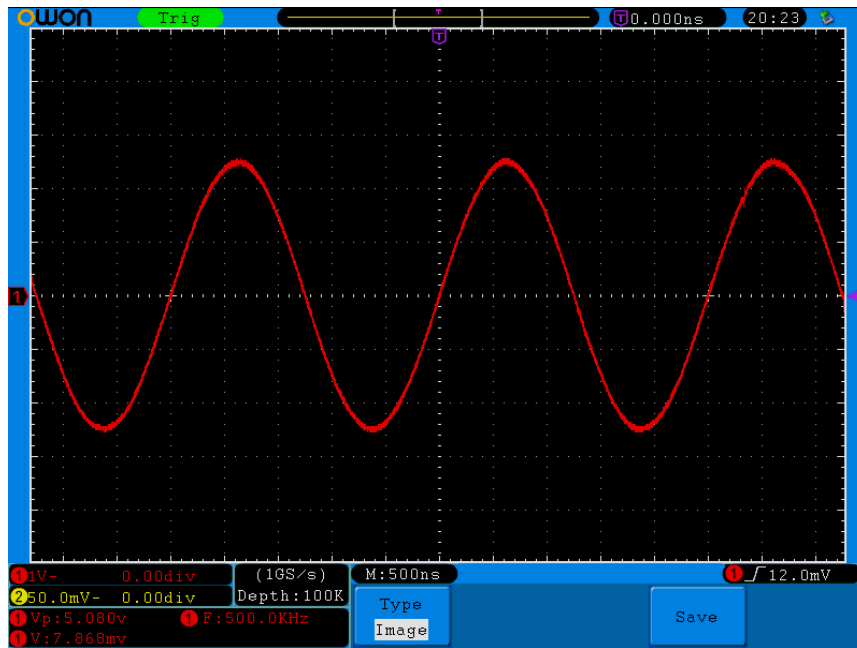 owon Trig T T 0.000ns 20:23
T
1
1 1V- 0.00div (1GS/s) M:500ns 1 12.0mV
2 50.0mV- 0.00div Depth:100K
1 Vp:5.080v 1 F:500.0KHz
1 V:7.868mv
Type
Image
Save